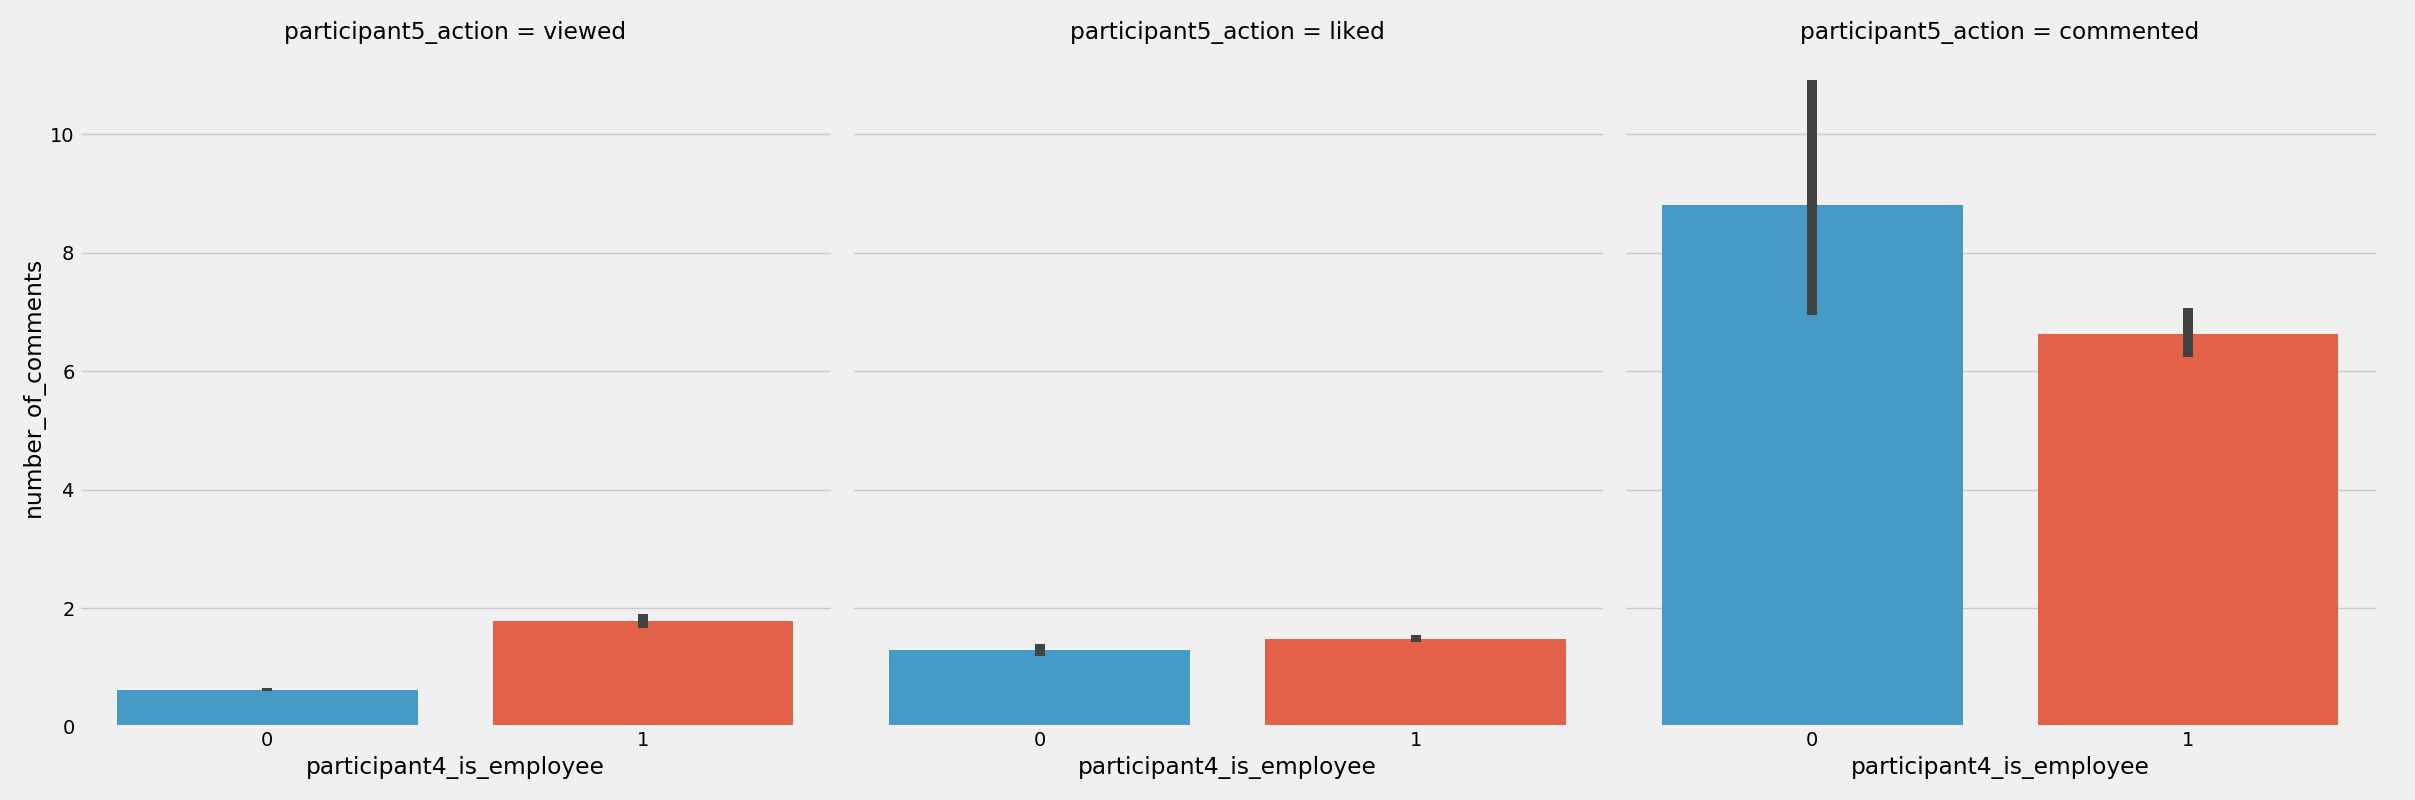 participant5_action = viewed
participant5_action = liked
participant5_action = commented
number_of_comments
10
8
6
4
2
0
0
1
participant4_is_employee
0
1
participant4_is_employee
0
1
participant4_is_employee